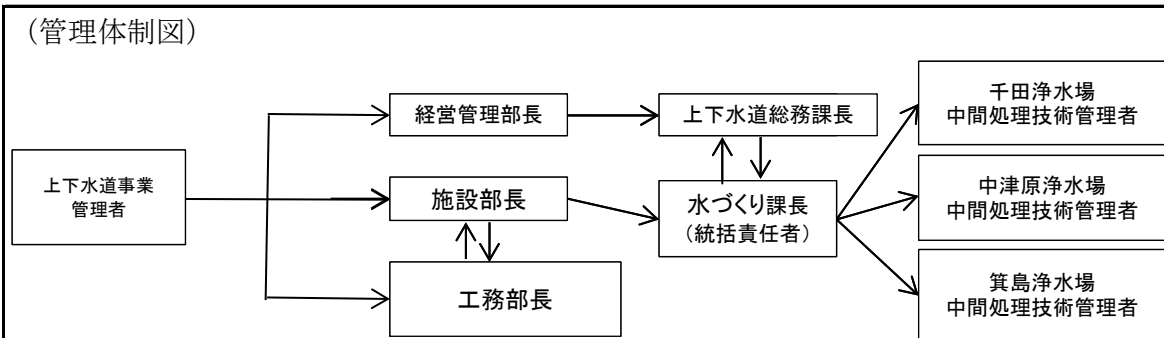 (管理体制図)
上下水道事業
管理者
経営管理部長
施設部長
工務部長
上下水道総務課長
水づくり課長
(統括責任者)
千田浄水場
中間処理技術管理者
中津原浄水場
中間処理技術管理者
箕島浄水場
中間処理技術管理者